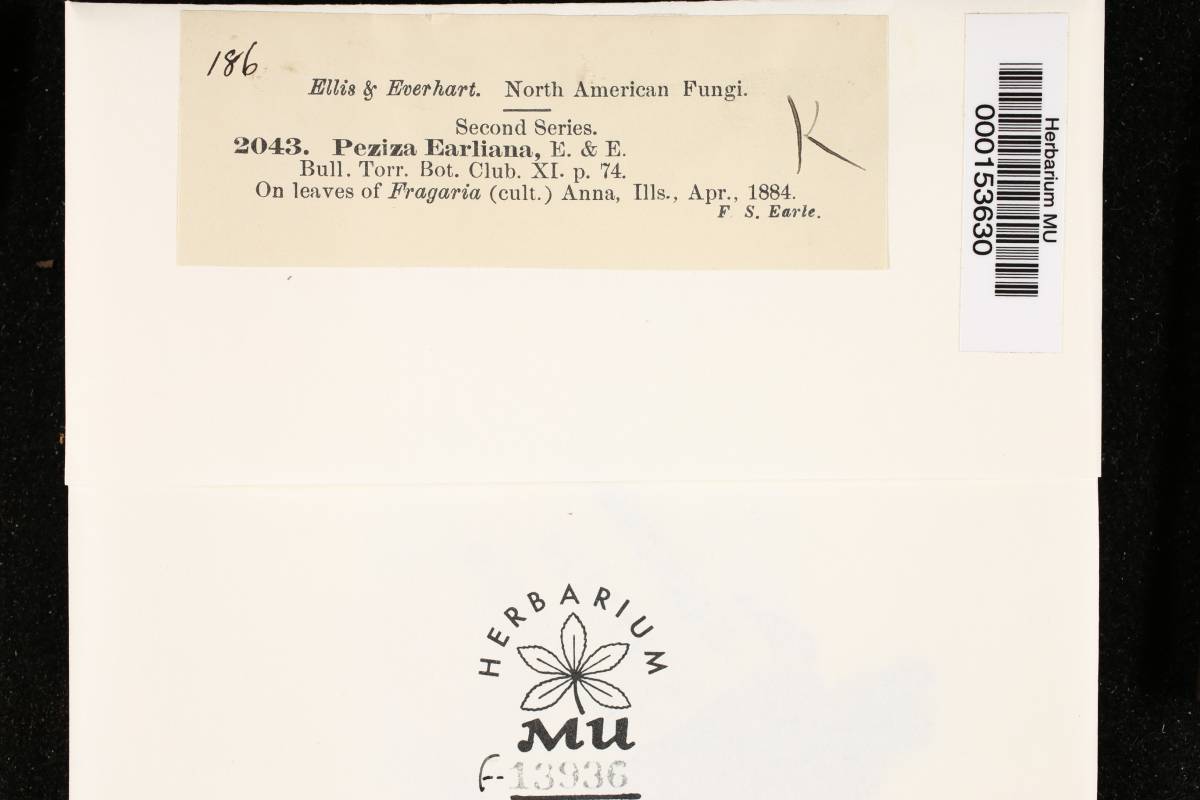 186
Ellis & Everhart. North American Fungi.
Second Series.
2043. Peziza Earliana, E. & E.
Bull. Torr. Bot. Club. XI. p. 74.
On leaves of Fragaria (cult.) Anna, Ills., Apr., 1884.
F S. Earle.
K
Herbarium MU
000153630
HERBARIUM
MU
F-13936